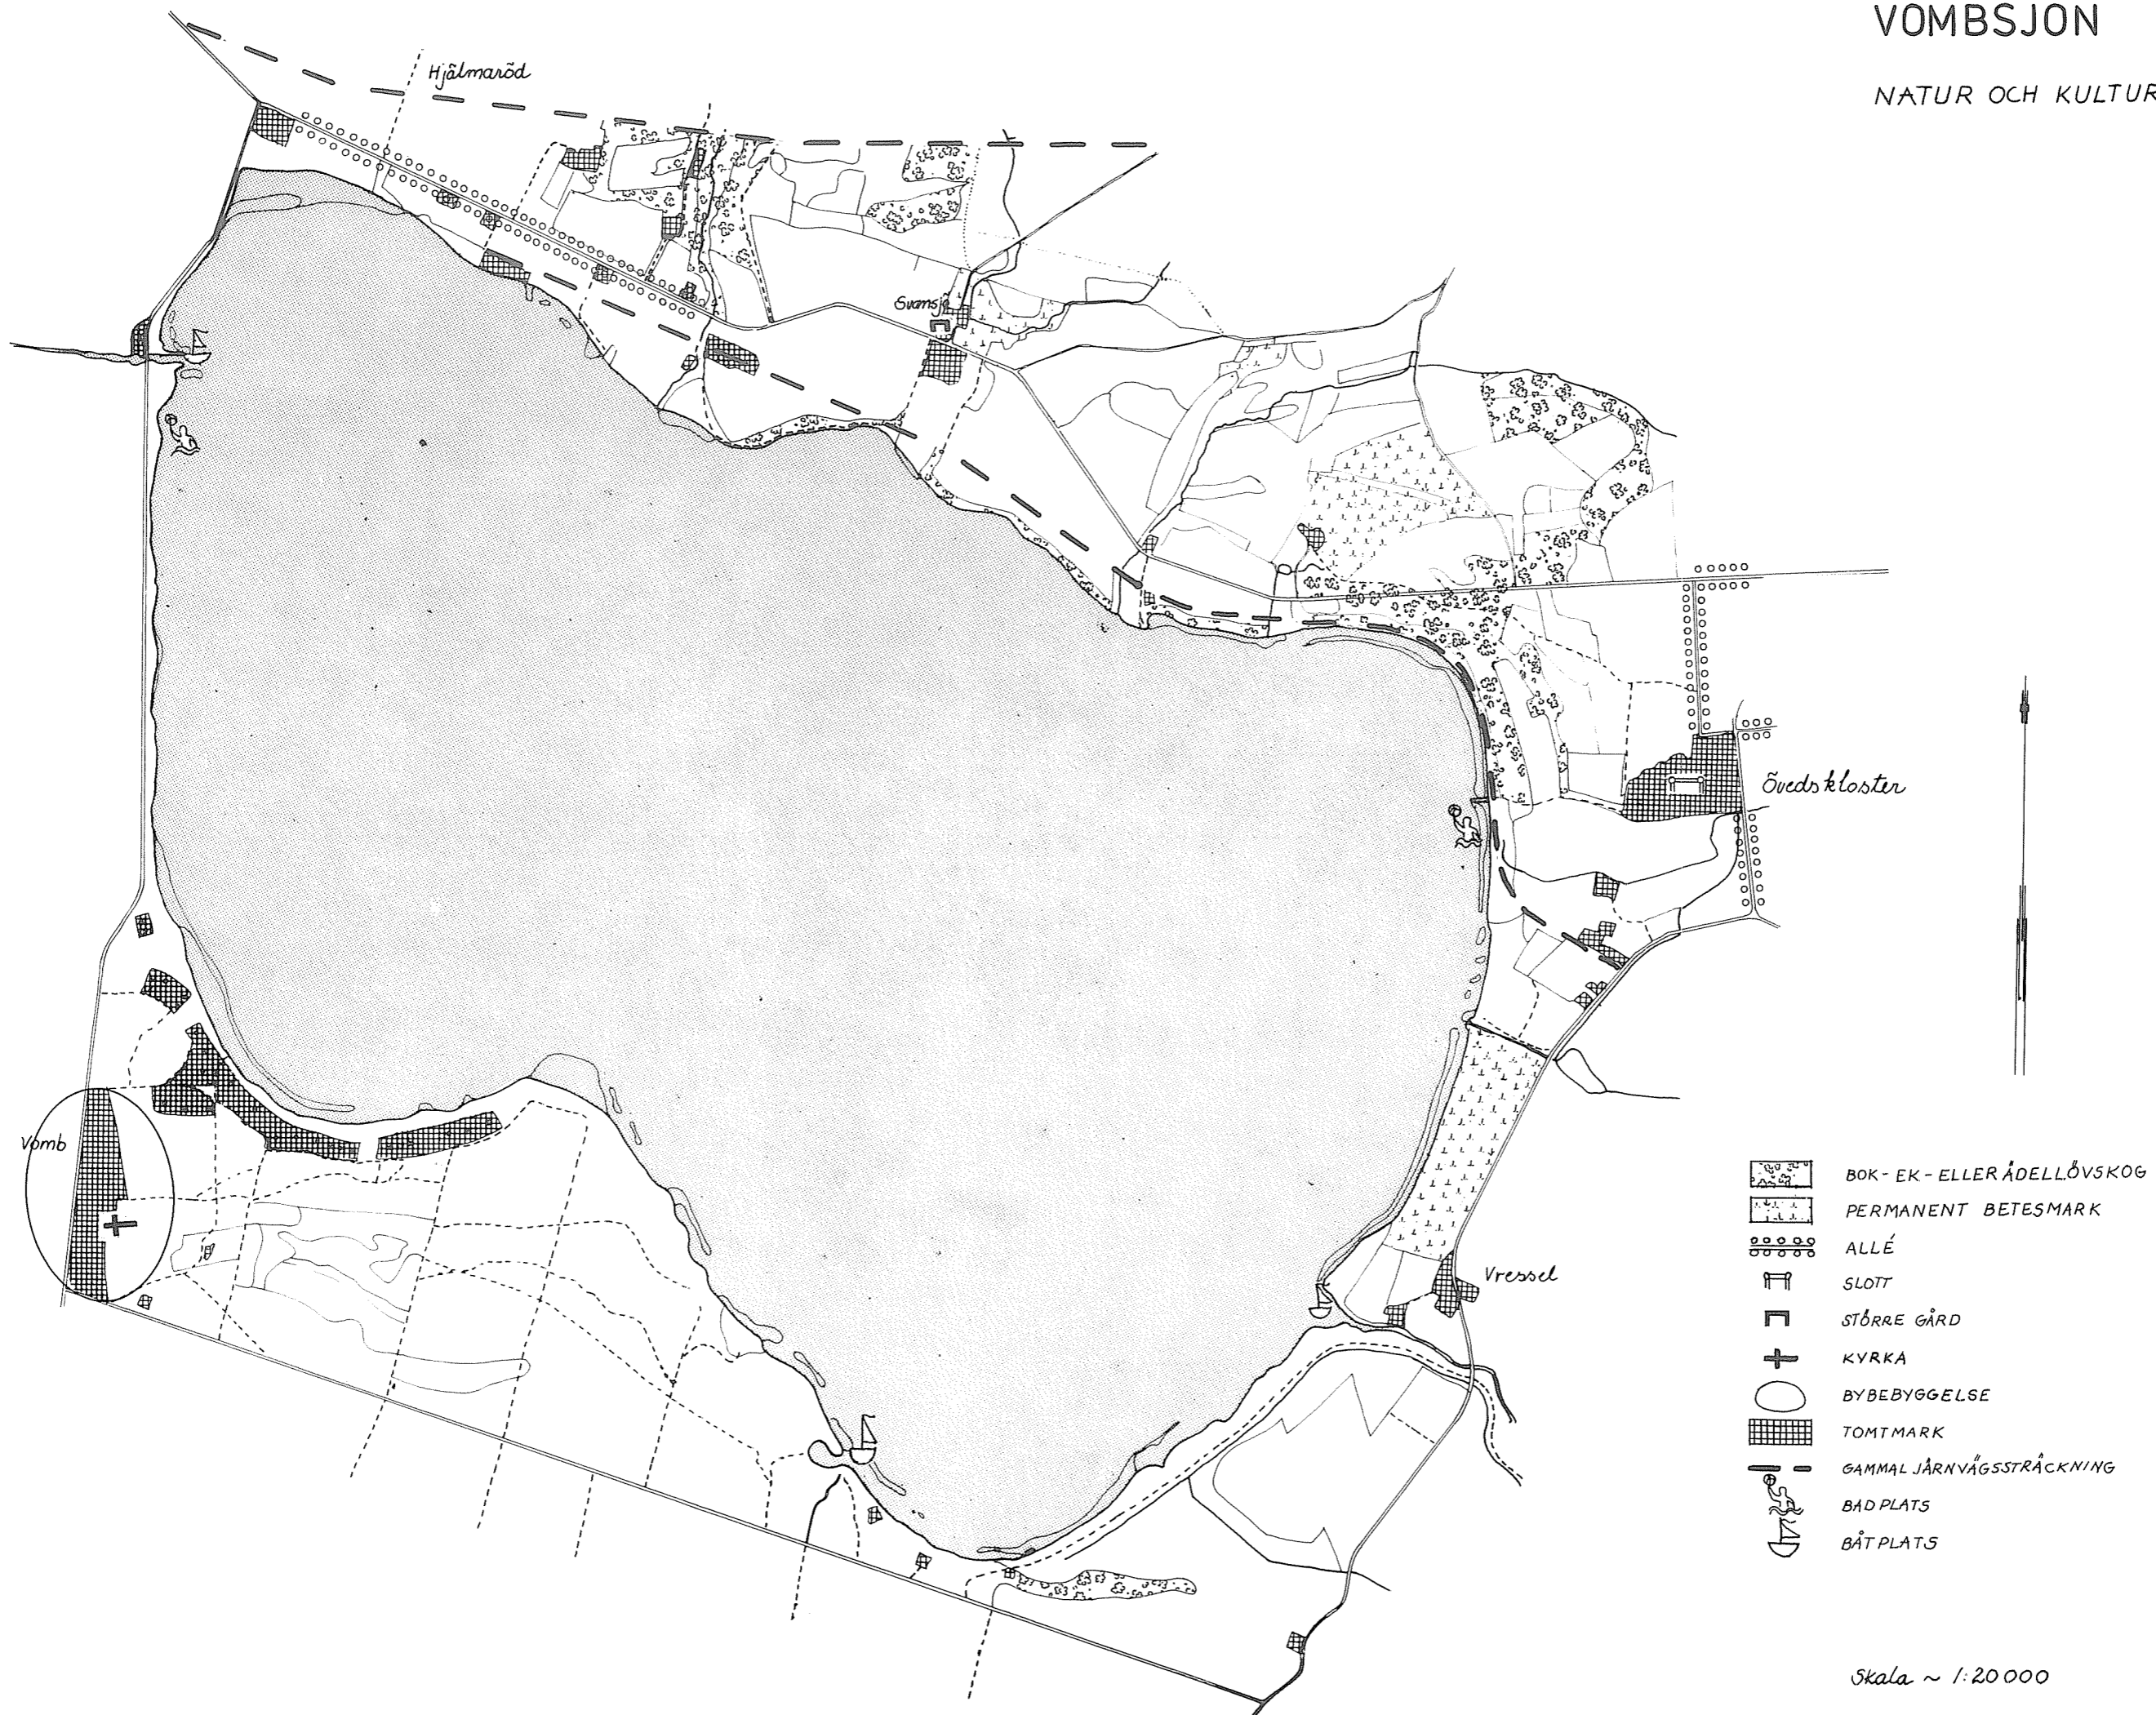 VOMBSJÖN
NATUR OCH KULTUR
Hjälmaröd
Svansjö
Övedskloster
Vomb
Vressel
BOK-EK-ELLER ÄDELLÖVSKOG
PERMANENT BETESMARK
ALLÉ
SLOTT
STÖRRE GÅRD
KYRKA
BYBEBYGGELSE
TOMTMARK
GAMMAL JÄRNVÄGSSTRÄCKNING
BADPLATS
BÅTPLATS
Skala ~ 1:20000